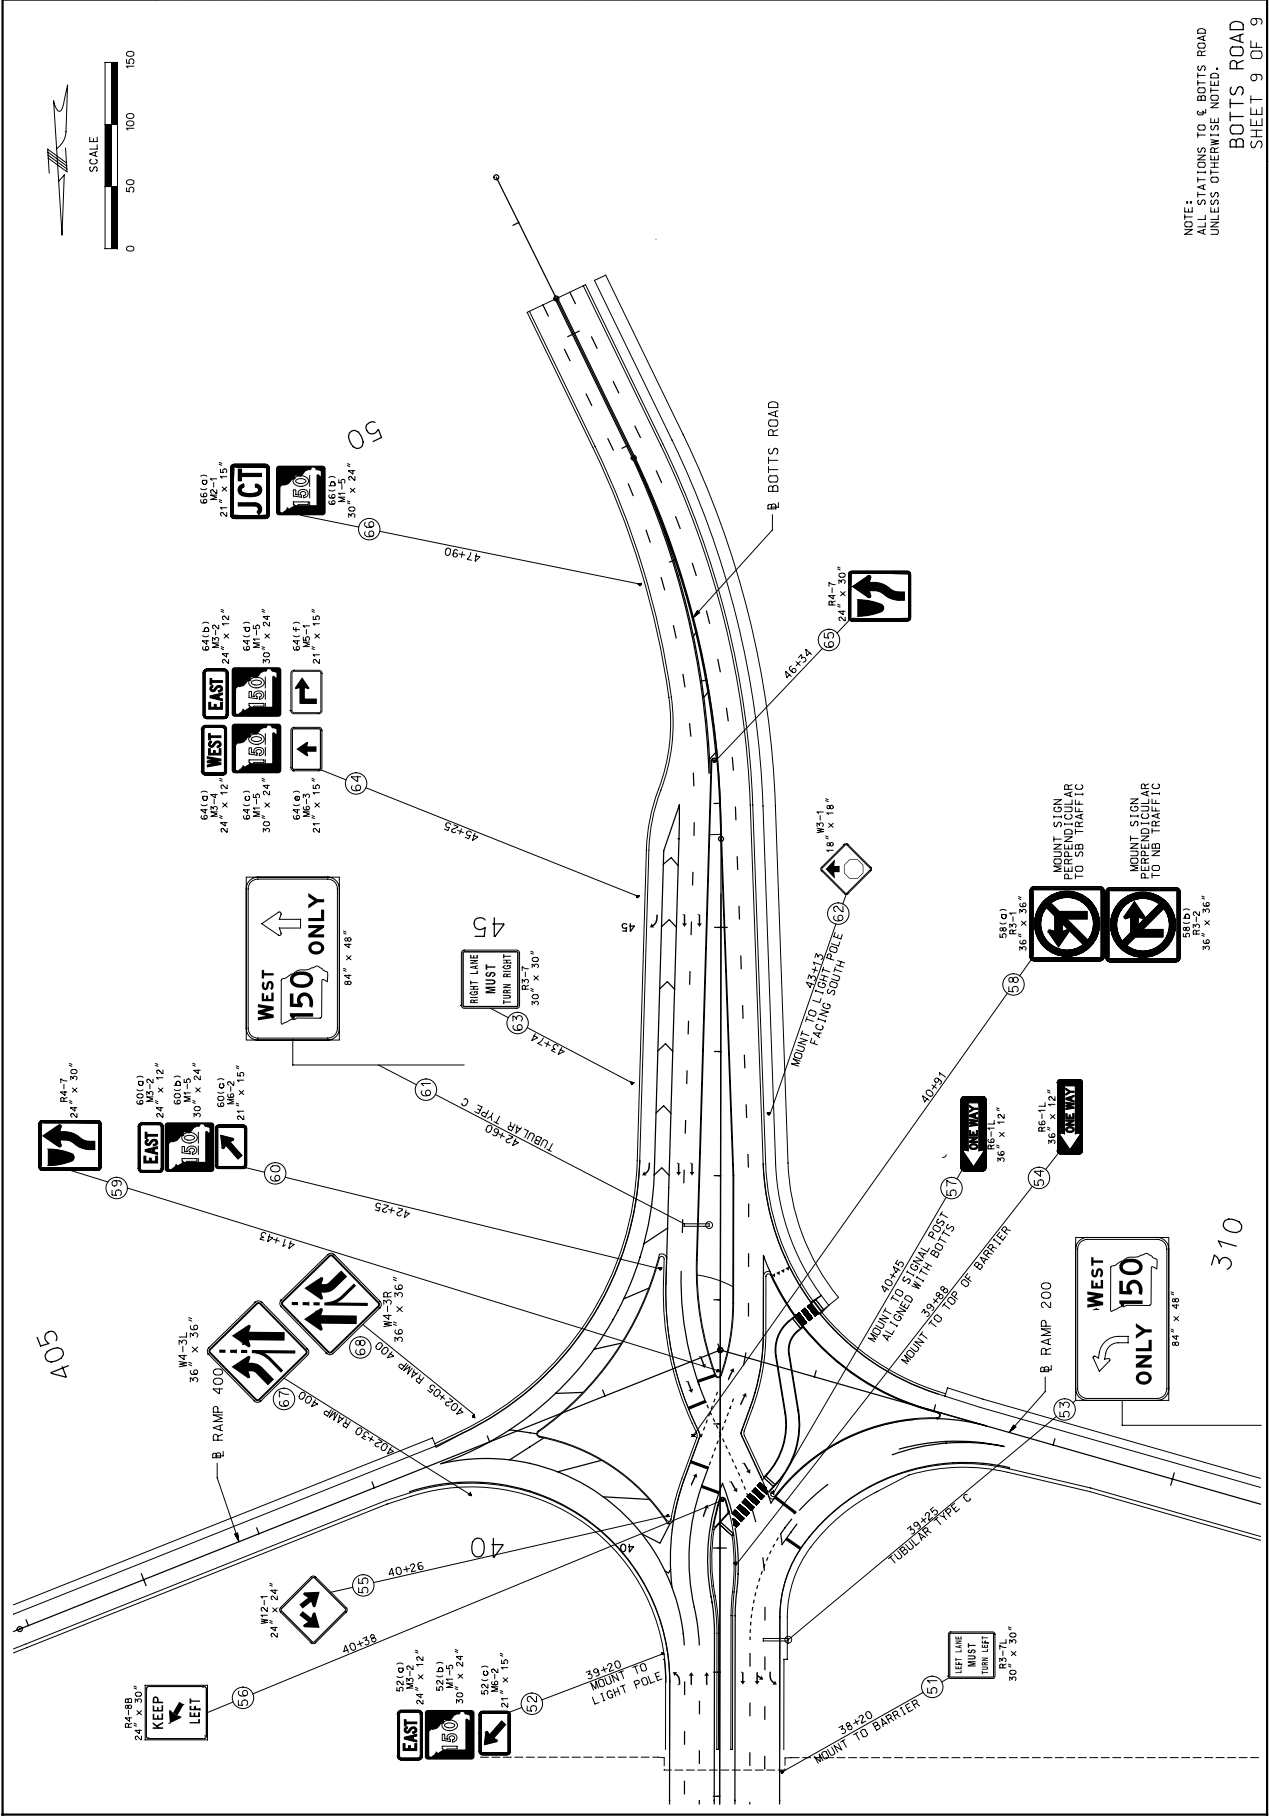 SCALE
0
50
100
150
NOTE:
ALL STATIONS TO ℄ BOTTS ROAD
UNLESS OTHERWISE NOTED.
BOTTS ROAD
SHEET 9 OF 9
50
66(a)
M2-1
21" x 15"
JCT
150
66(b)
M1-5
30" x 24"
66
47+90
℄ BOTTS ROAD
64(b)
M3-2
24" x 12"
64(d)
M1-5
30" x 24"
64(f)
M5-1
21" x 15"
EAST
150
WEST
150
64(a)
M3-4
24" x 12"
64(c)
M1-5
30" x 24"
64(e)
M6-3
21" x 15"
64
45+25
R4-7
24" x 30"
65
46+34
WEST
150 ONLY
84" x 48"
61
TUBULAR TYPE C
42+60
45
45
RIGHT LANE
MUST
TURN RIGHT
R3-7
30" x 30"
63
43+74
W3-1
18" x 18"
62
43+13
MOUNT TO LIGHT POLE
FACING SOUTH
MOUNT SIGN
PERPENDICULAR
TO SB TRAFFIC
MOUNT SIGN
PERPENDICULAR
TO NB TRAFFIC
58(a)
R3-1
36" x 36"
58(b)
R3-2
36" x 36"
58
40+91
R4-7
24" x 30"
59
41+43
60(a)
M3-2
24" x 12"
60(b)
M1-5
30" x 24"
60(c)
M6-2
21" x 15"
EAST
150
60
42+25
ONE WAY
R6-1L
36" x 12"
57
40+45
MOUNT TO SIGNAL POST
ALIGNED WITH BOTTS
R6-1L
36" x 12"
ONE WAY
54
39+88
MOUNT TO TOP OF BARRIER
405
310
W4-3L
36" x 36"
67
402+30 RAMP 400
W4-3R
36" x 36"
68
402+05 RAMP 400
℄ RAMP 400
℄ RAMP 200
WEST
ONLY 150
84" x 48"
53
39+25
TUBULAR TYPE C
40
40
W12-1
24" x 24"
55
40+26
R4-8B
24" x 30"
KEEP
LEFT
56
40+38
52(a)
M3-2
24" x 12"
52(b)
M1-5
30" x 24"
52(c)
M6-2
21" x 15"
EAST
150
52
39+20
MOUNT TO
LIGHT POLE
LEFT LANE
MUST
TURN LEFT
R3-7L
30" x 30"
51
38+20
MOUNT TO BARRIER